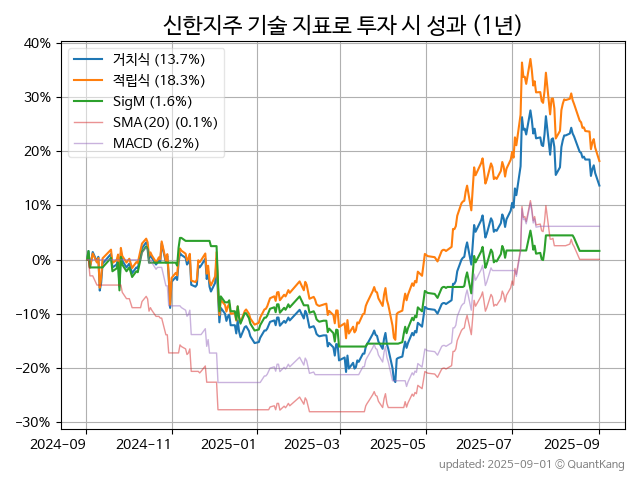 신한지주 기술 지표로 투자 시 성과 (1년)
거치식 (13.7%)
적립식 (18.3%)
SigM (1.6%)
SMA(20) (0.1%)
MACD (6.2%)
40%
30%
20%
10%
0%
−10%
−20%
−30%
2024-09 2024-11 2025-01 2025-03 2025-05 2025-07 2025-09
updated: 2025-09-01 © QuantKang